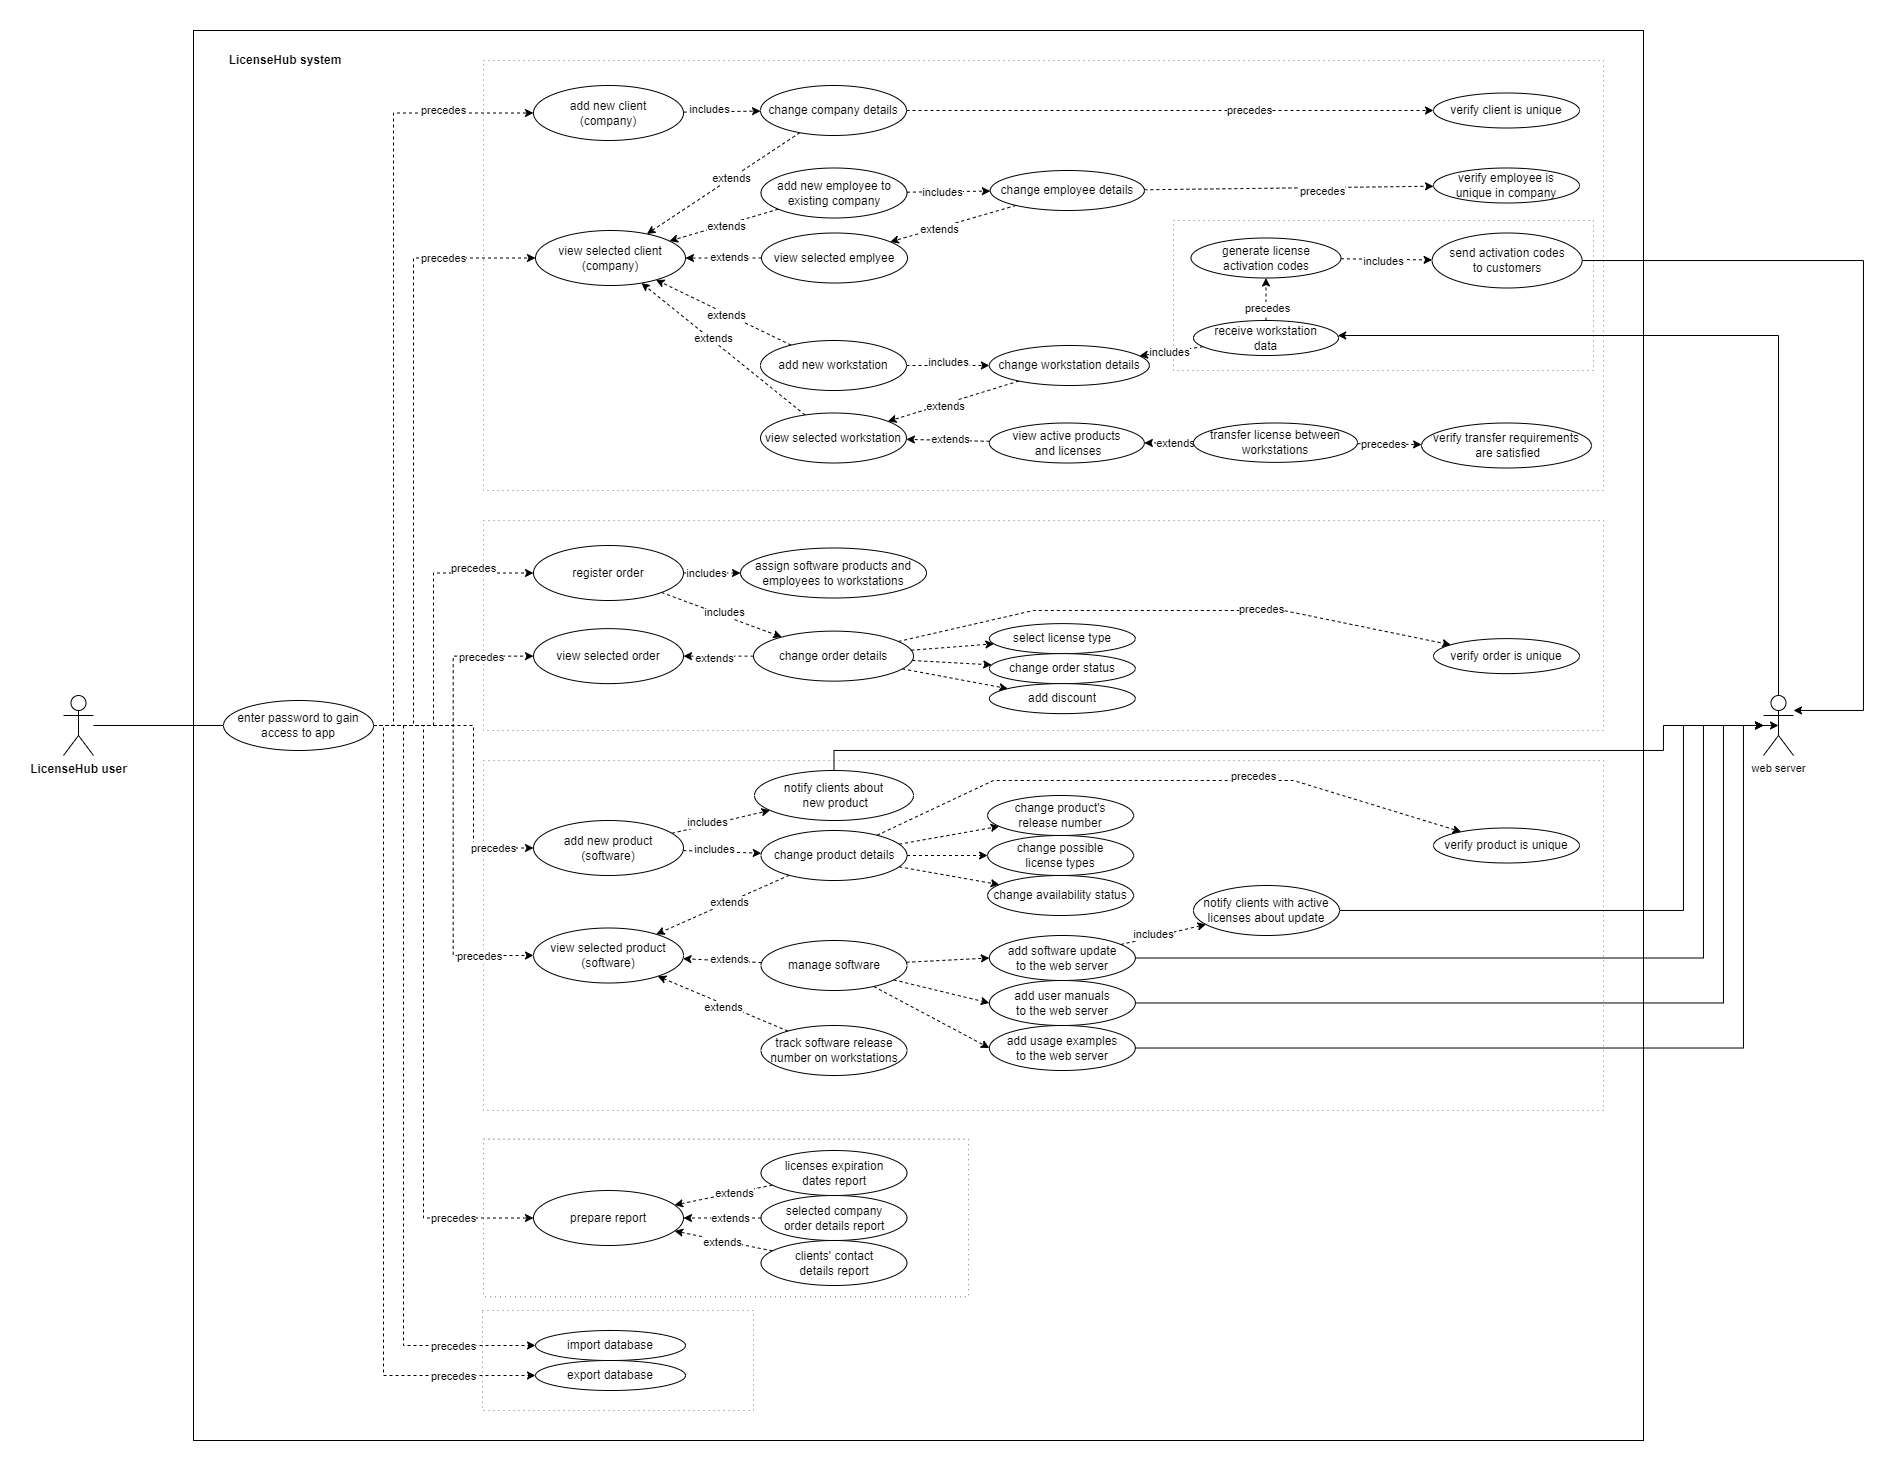 LicenseHub system
precedes
add new client
(company)
includes
change company details
precedes
verify client is unique
extends
add new employee to
existing company
includes
change employee details
precedes
verify employee is
unique in company
extends
extends
precedes
view selected client
(company)
extends
view selected emplyee
generate license
activation codes
includes
send activation codes
to customers
precedes
extends
extends
receive workstation
data
includes
add new workstation
includes
change workstation details
extends
view selected workstation
extends
view active products
and licenses
extends
transfer license between
workstations
precedes
verify transfer requirements
are satisfied
precedes
register order
includes
assign software products and
employees to workstations
includes
precedes
select license type
precedes
view selected order
extends
change order details
change order status
add discount
verify order is unique
LicenseHub user
enter password to gain
access to app
web server
notify clients about
new product
precedes
includes
change product's
release number
precedes
add new product
(software)
includes
change product details
change possible
license types
verify product is unique
change availability status
extends
notify clients with active
licenses about update
includes
precedes
view selected product
(software)
extends
manage software
add software update
to the web server
add user manuals
to the web server
extends
track software release
number on workstations
add usage examples
to the web server
licenses expiration
dates report
extends
precedes
prepare report
extends
selected company
order details report
extends
clients' contact
details report
precedes
import database
precedes
export database